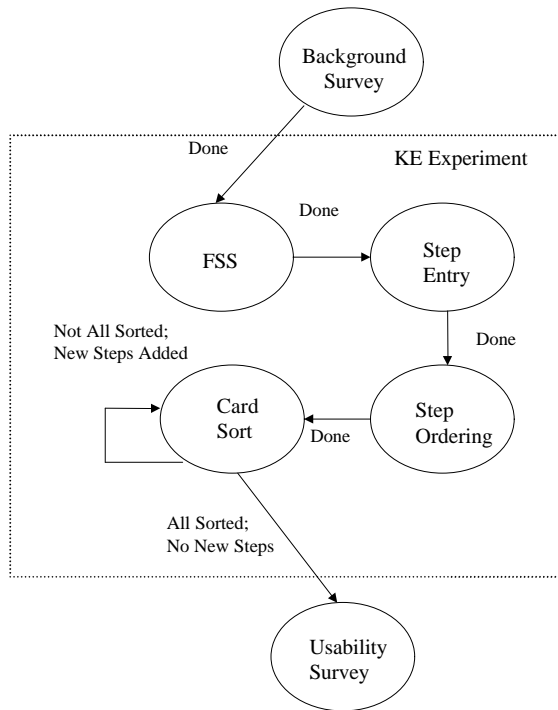 Background
Survey
Done
KE Experiment
Done
FSS
Step
Entry
Not All Sorted;
New Steps Added
Done
Card
Sort
Done
Step
Ordering
All Sorted;
No New Steps
Usability
Survey